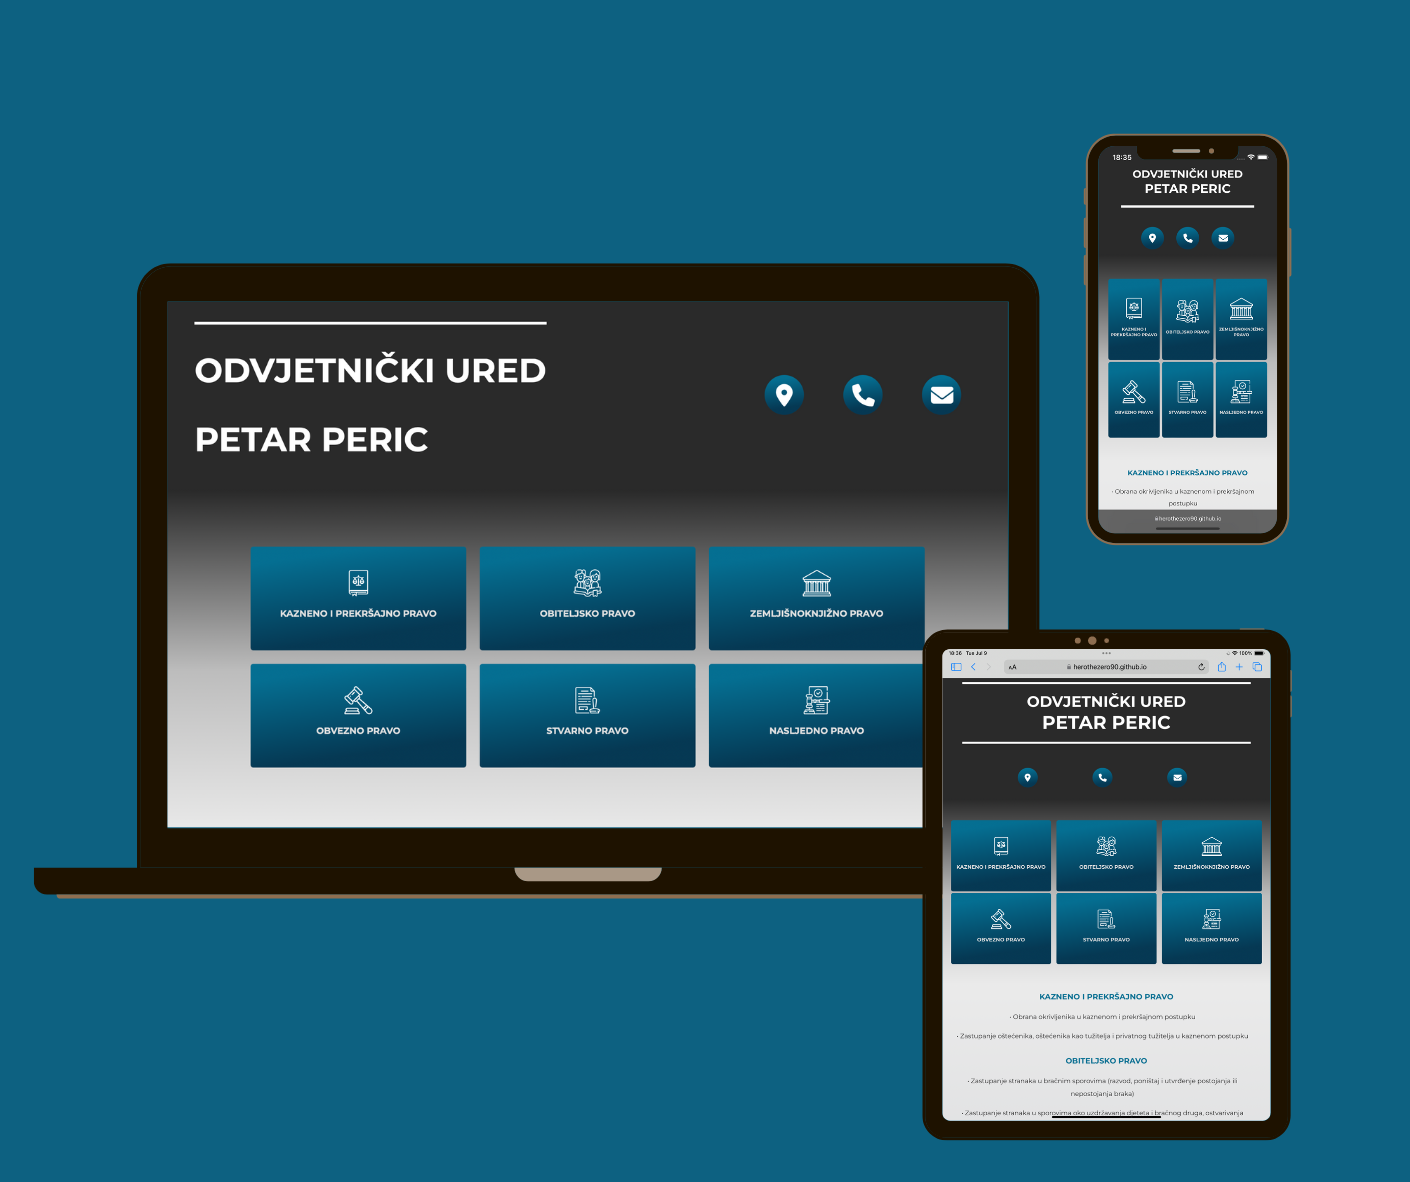 ODVJETNIČKI URED
PETAR PERIC
KAZNENO I PREKRŠAJNO PRAVO
OBITELJSKO PRAVO
ZEMLJIŠNOKNJIŽNO PRAVO
OBVEZNO PRAVO
STVARNO PRAVO
NASLJEDNO PRAVO
18:35
ODVJETNIČKI URED
PETAR PERIC
KAZNENO I
PREKRŠAJNO PRAVO
OBITELJSKO PRAVO
ZEMLJIŠNOKNJIŽNO
PRAVO
OBVEZNO PRAVO
STVARNO PRAVO
NASLJEDNO PRAVO
KAZNENO I PREKRŠAJNO PRAVO
• Obrana okrivljenika u kaznenom i prekršajnom
postupku
herothezero90.github.io
18:36 Tue Jul 9
100%
AA
herothezero90.github.io
ODVJETNIČKI URED
PETAR PERIC
KAZNENO I PREKRŠAJNO PRAVO
OBITELJSKO PRAVO
ZEMLJIŠNOKNJIŽNO PRAVO
OBVEZNO PRAVO
STVARNO PRAVO
NASLJEDNO PRAVO
KAZNENO I PREKRŠAJNO PRAVO
• Obrana okrivljenika u kaznenom i prekršajnom postupku
• Zastupanje oštećenika, oštećenika kao tužitelja i privatnog tužitelja u kaznenom postupku
OBITELJSKO PRAVO
• Zastupanje stranaka u bračnim sporovima (razvod, poništaj i utvrđenje postojanja ili
nepostojanja braka)
• Zastupanje stranaka u sporovima oko uzdržavanja djeteta i bračnog druga, ostvarivanja